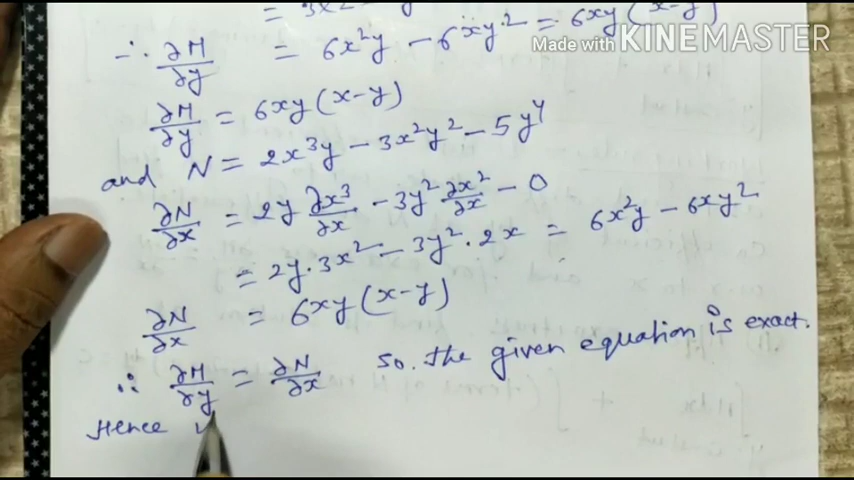 = 3x2
∴ ∂M/∂y = 6x²y - 6xy² = 6xy(x-y)
Made with KINEMASTER
∂M/∂y = 6xy(x-y)
and N = 2x³y - 3x²y² - 5y⁴
∂N/∂x = 2y ∂x³/∂x - 3y² ∂x²/∂x - 0
= 2y·3x² - 3y²·2x = 6x²y - 6xy²
∂N/∂x = 6xy(x-y)
∴ ∂M/∂y = ∂N/∂x So. the given equation is exact.
Hence